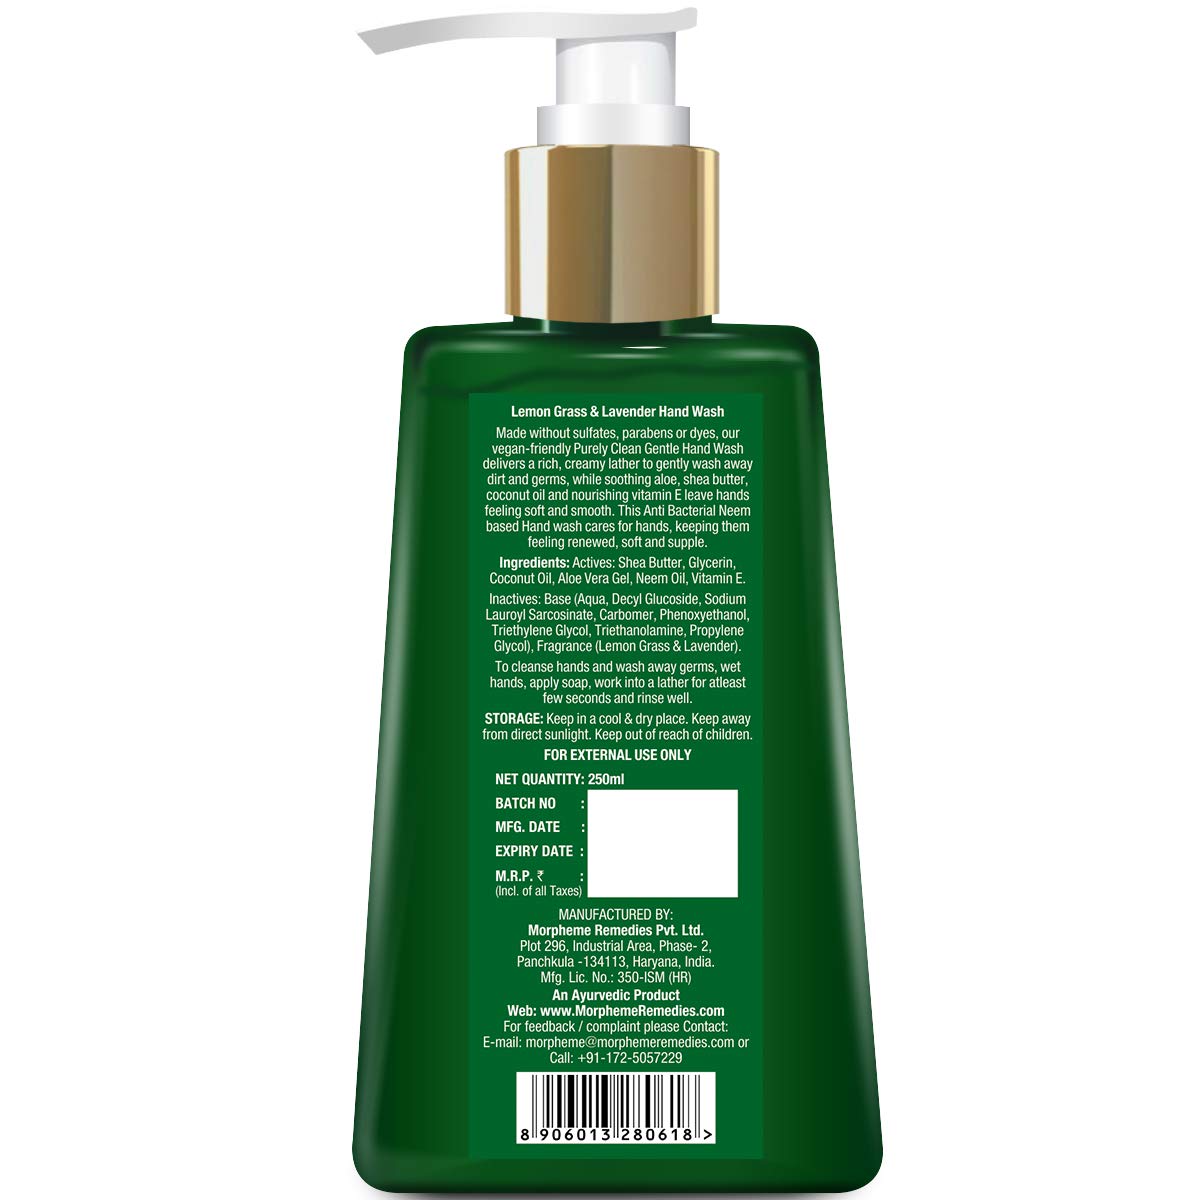 Lemon Grass & Lavender Hand Wash
Made without sulfates, parabens or dyes, our
vegan-friendly Purely Clean Gentle Hand Wash
delivers a rich, creamy lather to gently wash away
dirt and germs, while soothing aloe, shea butter,
coconut oil and nourishing vitamin E leave hands
feeling soft and smooth. This Anti Bacterial Neem
based Hand wash cares for hands, keeping them
feeling renewed, soft and supple.
Ingredients: Actives: Shea Butter, Glycerin,
Coconut Oil, Aloe Vera Gel, Neem Oil, Vitamin E.
Inactives: Base (Aqua, Decyl Glucoside, Sodium
Lauroyl Sarcosinate, Carbomer, Phenoxyethanol,
Triethylene Glycol, Triethanolamine, Propylene
Glycol), Fragrance (Lemon Grass & Lavender).
To cleanse hands and wash away germs, wet
hands, apply soap, work into a lather for atleast
few seconds and rinse well.
STORAGE: Keep in a cool & dry place. Keep away
from direct sunlight. Keep out of reach of children.
FOR EXTERNAL USE ONLY
NET QUANTITY: 250ml
BATCH NO :
MFG. DATE :
EXPIRY DATE :
M.R.P. ₹ :
(Incl. of all Taxes)
MANUFACTURED BY:
Morpheme Remedies Pvt. Ltd.
Plot 296, Industrial Area, Phase- 2,
Panchkula -134113, Haryana, India.
Mfg. Lic. No.: 350-ISM (HR)
An Ayurvedic Product
Web: www.MorphemeRemedies.com
For feedback / complaint please Contact:
E-mail: morpheme@morphemeremedies.com or
Call: +91-172-5057229
8 906013 280618 >